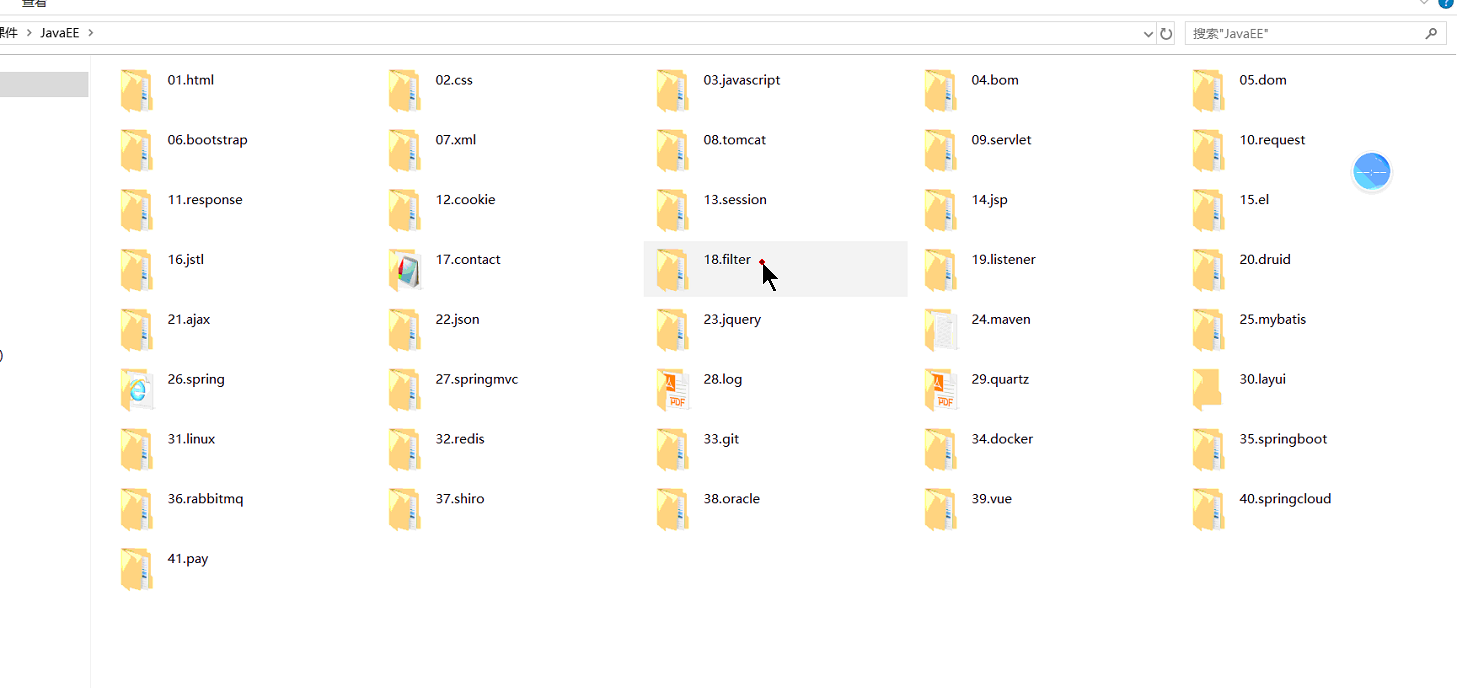 查看
课件 > JavaEE >
搜索"JavaEE"
01.html 02.css 03.javascript 04.bom 05.dom
06.bootstrap 07.xml 08.tomcat 09.servlet 10.request
11.response 12.cookie 13.session 14.jsp 15.el
16.jstl 17.contact 18.filter 19.listener 20.druid
21.ajax 22.json 23.jquery 24.maven 25.mybatis
26.spring 27.springmvc 28.log 29.quartz 30.layui
PDF PDF
31.linux 32.redis 33.git 34.docker 35.springboot
36.rabbitmq 37.shiro 38.oracle 39.vue 40.springcloud
41.pay